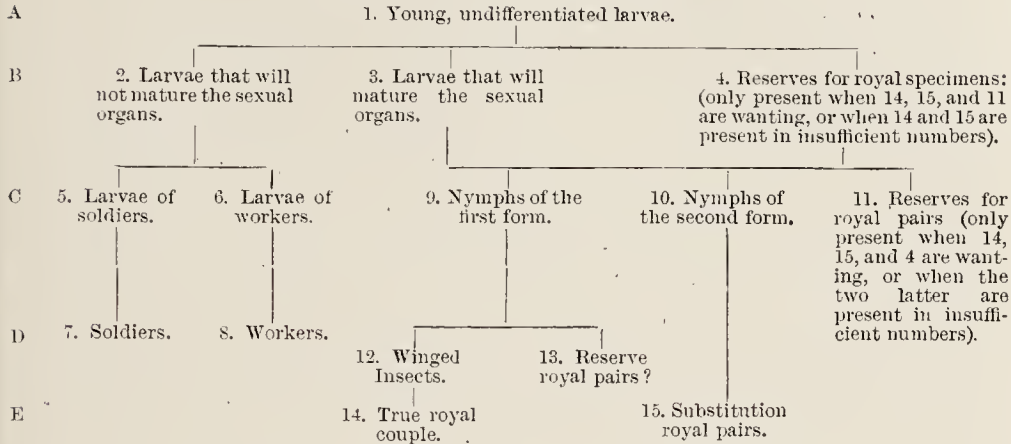 A
1. Young, undifferentiated larvae.
B
2. Larvae that will
not mature the sexual
organs.
3. Larvae that will
mature the sexual
organs.
4. Reserves for royal specimens:
(only present when 14, 15, and 11
are wanting, or when 14 and 15 are
present in insufficient numbers).
C
5. Larvae of
soldiers.
6. Larvae of
workers.
9. Nymphs of the
first form.
10. Nymphs of
the second form.
11. Reserves for
royal pairs (only
present when 14,
15, and 4 are want-
ing, or when the
two latter are
present in insuffi-
cient numbers).
D
7. Soldiers.
8. Workers.
12. Winged
Insects.
13. Reserve
royal pairs?
E
14. True royal
couple.
15. Substitution
royal pairs.